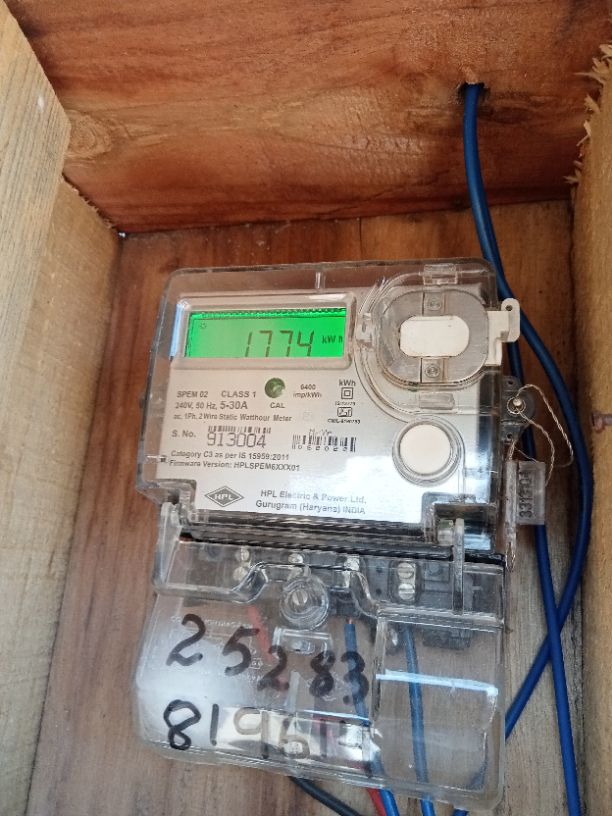 1774 kWh
SPEM 02 CLASS 1 6400 imp/kWh kWh
240V, 50 Hz, 5-30A CAL
ac, 1Ph, 2 Wire Static Watthour Meter
S. No. 913004
Category C3 as per IS 15959:2011
Firmware Version: HPLSPEM6XXX01
HPL
HPL Electric & Power Ltd,
Gurugram (Haryana) INDIA
25283